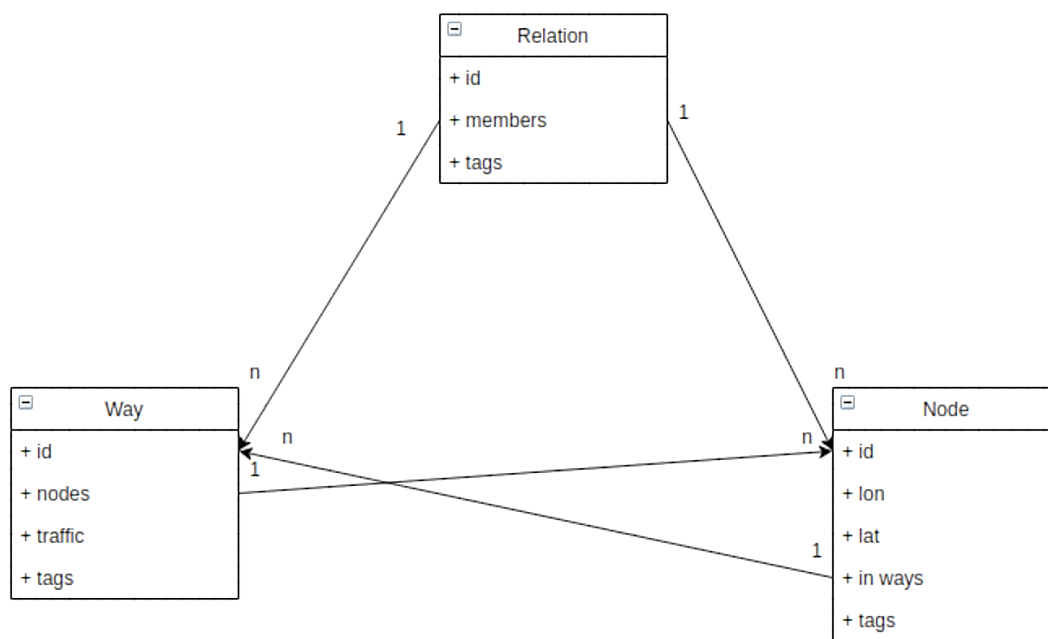 Relation
+ id
1
+ members
1
+ tags
n
n
Way
Node
+ id
n
n
+ id
1
+ nodes
+ lon
+ traffic
+ lat
1
+ tags
+ in ways
+ tags